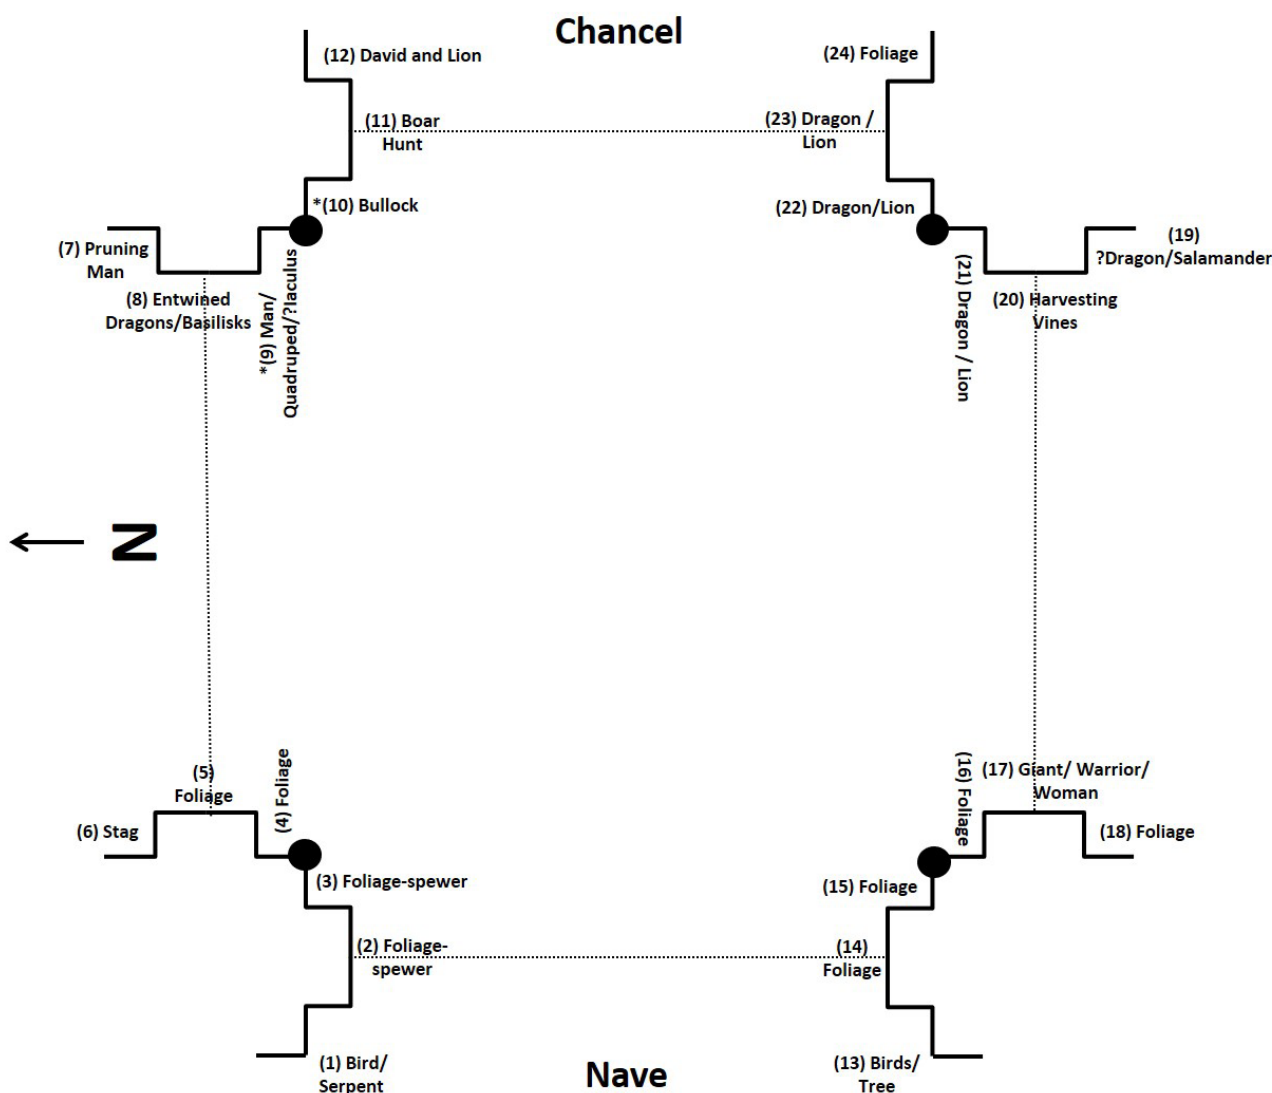 Chancel
(12) David and Lion
(24) Foliage
(11) Boar
Hunt
(23) Dragon /
Lion
*(10) Bullock
(22) Dragon/Lion
(7) Pruning
Man
(19)
?Dragon/Salamander
(8) Entwined
Dragons/Basilisks
*(9) Man/
Quadruped/?Iaculus
(21) Dragon / Lion
(20) Harvesting
Vines
N
(5)
Foliage
(4) Foliage
(16) Foliage
(17) Giant/ Warrior/
Woman
(6) Stag
(18) Foliage
(3) Foliage-spewer
(15) Foliage
(2) Foliage-
spewer
(14)
Foliage
(1) Bird/
Serpent
Nave
(13) Birds/
Tree